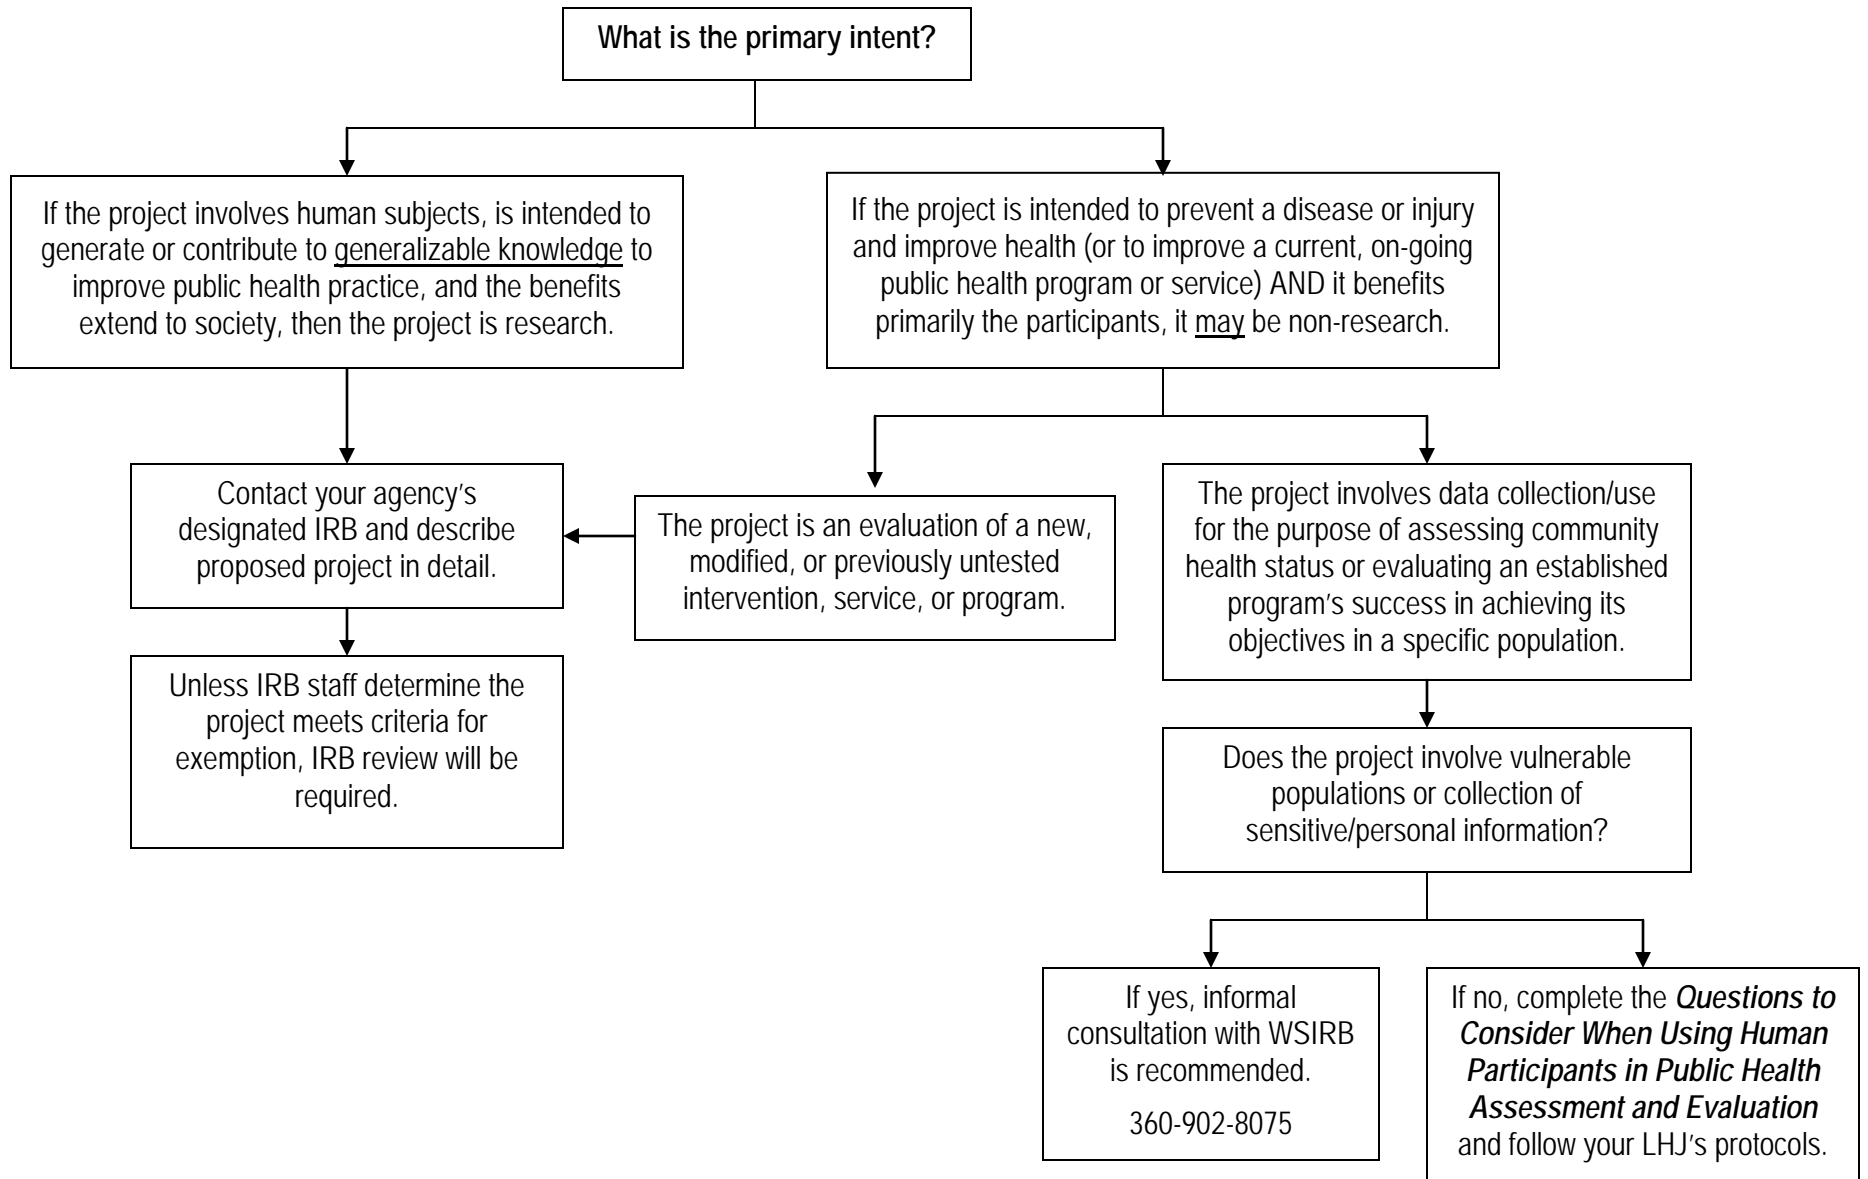 What is the primary intent?
If the project involves human subjects, is intended to
generate or contribute to generalizable knowledge to
improve public health practice, and the benefits
extend to society, then the project is research.
If the project is intended to prevent a disease or injury
and improve health (or to improve a current, on-going
public health program or service) AND it benefits
primarily the participants, it may be non-research.
Contact your agency's
designated IRB and describe
proposed project in detail.
The project is an evaluation of a new,
modified, or previously untested
intervention, service, or program.
The project involves data collection/use
for the purpose of assessing community
health status or evaluating an established
program's success in achieving its
objectives in a specific population.
Unless IRB staff determine the
project meets criteria for
exemption, IRB review will be
required.
Does the project involve vulnerable
populations or collection of
sensitive/personal information?
If yes, informal
consultation with WSIRB
is recommended.
360-902-8075
If no, complete the Questions to
Consider When Using Human
Participants in Public Health
Assessment and Evaluation
and follow your LHJ's protocols.